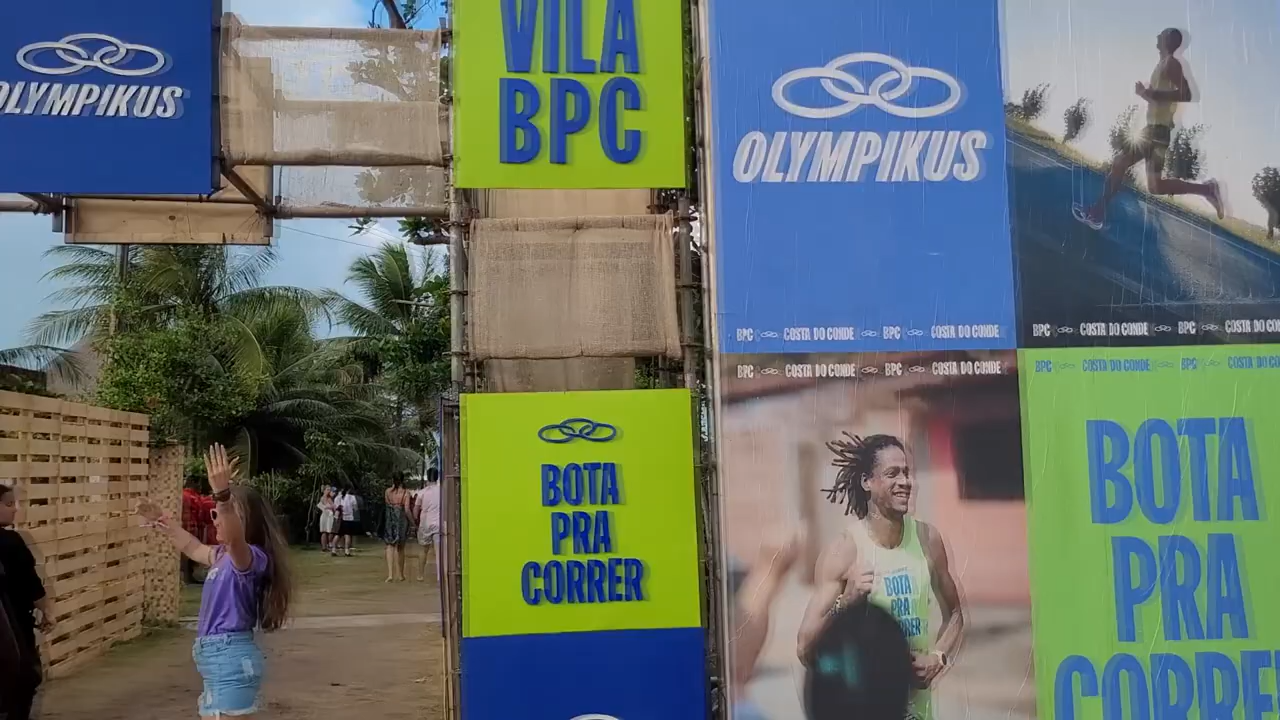 OLYMPIKUS
VILA
BPC
OLYMPIKUS
BPC COSTA DO CONDE BPC COSTA DO CONDE
BPC COSTA DO CONDE BPC COSTA DO CONDE
BPC COSTA DO CONDE BPC COSTA DO CONDE
BPC COSTA DO CONDE BPC COSTA DO CONDE
BOTA
PRA
CORRER
BOTA
PRA
CORRER
BOTA
PRA
CORRE